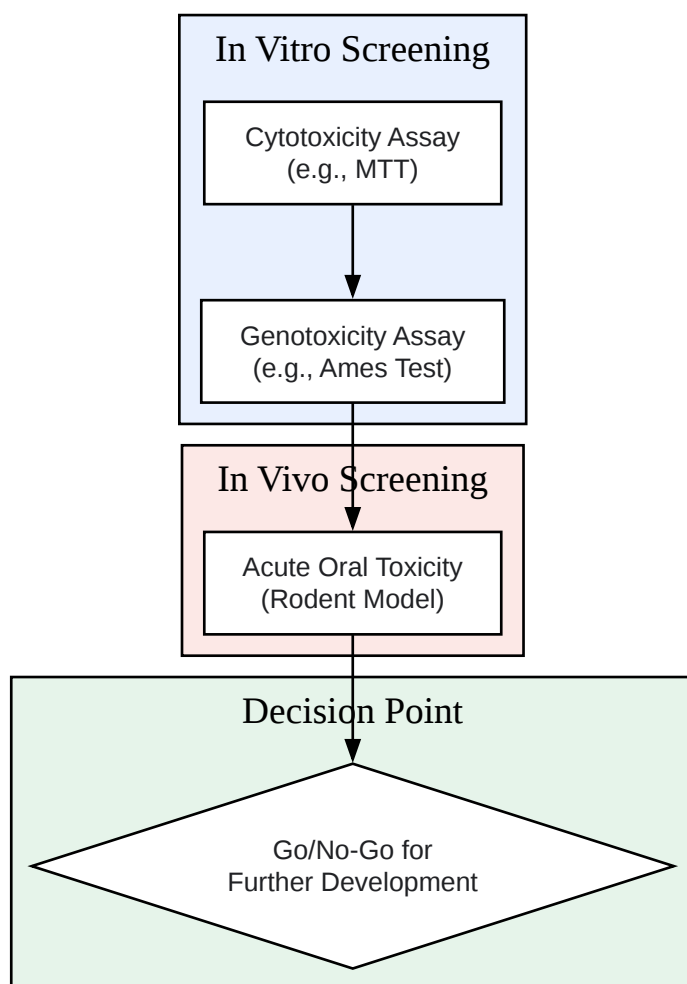 In Vitro Screening
Cytotoxicity Assay
(e.g., MTT)
Genotoxicity Assay
(e.g., Ames Test)
In Vivo Screening
Acute Oral Toxicity
(Rodent Model)
Decision Point
Go/No-Go for
Further Development